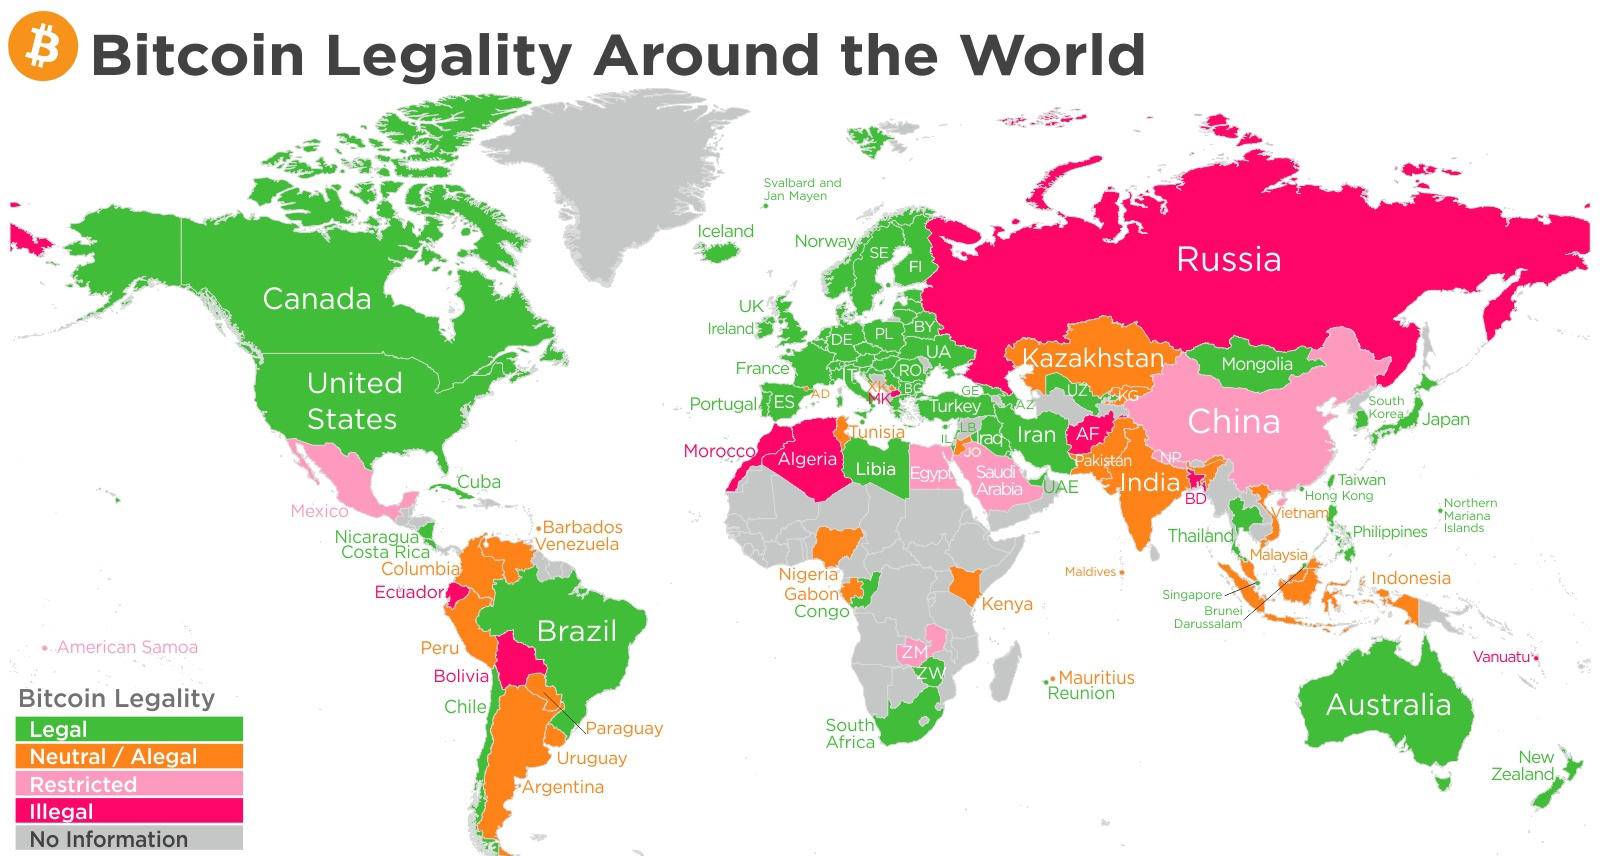 Bitcoin Legality Around the World
Svalbard and
Jan Mayen
Iceland
Norway
SE
FI
Russia
Canada
UK
Ireland
DE
PL
BY
UA
France
RO
Kazakhstan
Mongolia
United
States
Portugal
ES
AD
IT
XK
BG
MK
GE
AZ
UZ
KG
Turkey
South
Korea
Japan
China
Morocco
Algeria
Tunisia
Libia
Egypt
LB
IL
JO
Iraq
Iran
AF
Pakistan
NP
Saudi
Arabia
UAE
India
BD
Cuba
Mexico
Taiwan
Hong Kong
Northern
Mariana
Islands
Nicaragua
Costa Rica
Barbados
Venezuela
Columbia
Ecuador
Vietnam
Thailand
Philippines
Malaysia
Nigeria
Gabon
Congo
Kenya
Maldives
Singapore
Brunei
Darussalam
Indonesia
Brazil
Peru
Bolivia
American Samoa
ZM
ZW
Mauritius
Reunion
Vanuatu
Chile
Paraguay
Uruguay
Argentina
South
Africa
Australia
New
Zealand
Bitcoin Legality
Legal
Neutral / Alegal
Restricted
Illegal
No Information